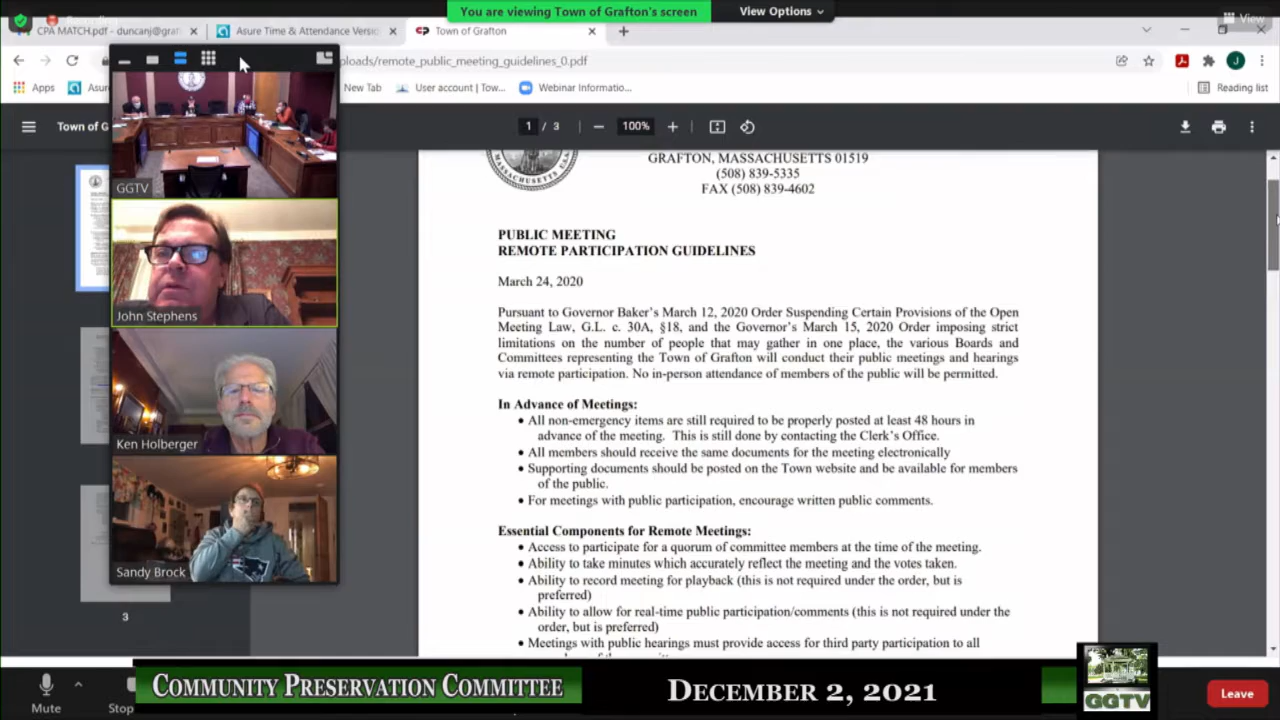 Recording
You are viewing Town of Grafton's screen
View Options
View
CPA MATCH.pdf - duncanj@graf
Asure Time & Attendance Versio
Town of Grafton
ploads/remote_public_meeting_guidelines_0.pdf
Apps
Asur
New Tab
User account | Tow...
Webinar Informatio...
Reading list
Town of G
1 / 3
100%
GRAFTON, MASSACHUSETTS 01519
(508) 839-5335
FAX (508) 839-4602
PUBLIC MEETING
REMOTE PARTICIPATION GUIDELINES
March 24, 2020
Pursuant to Governor Baker's March 12, 2020 Order Suspending Certain Provisions of the Open
Meeting Law, G.L. c. 30A, §18, and the Governor's March 15, 2020 Order imposing strict
limitations on the number of people that may gather in one place, the various Boards and
Committees representing the Town of Grafton will conduct their public meetings and hearings
via remote participation. No in-person attendance of members of the public will be permitted.
In Advance of Meetings:
• All non-emergency items are still required to be properly posted at least 48 hours in
advance of the meeting. This is still done by contacting the Clerk's Office.
• All members should receive the same documents for the meeting electronically
• Supporting documents should be posted on the Town website and be available for members
of the public.
• For meetings with public participation, encourage written public comments.
Essential Components for Remote Meetings:
• Access to participate for a quorum of committee members at the time of the meeting.
• Ability to take minutes which accurately reflect the meeting and the votes taken.
• Ability to record meeting for playback (this is not required under the order, but is
preferred)
• Ability to allow for real-time public participation/comments (this is not required under the
order, but is preferred)
• Meetings with public hearings must provide access for third party participation to all
GGTV
John Stephens
Ken Holberger
Sandy Brock
3
Mute
Stop
COMMUNITY PRESERVATION COMMITTEE
DECEMBER 2, 2021
GGTV
Leave